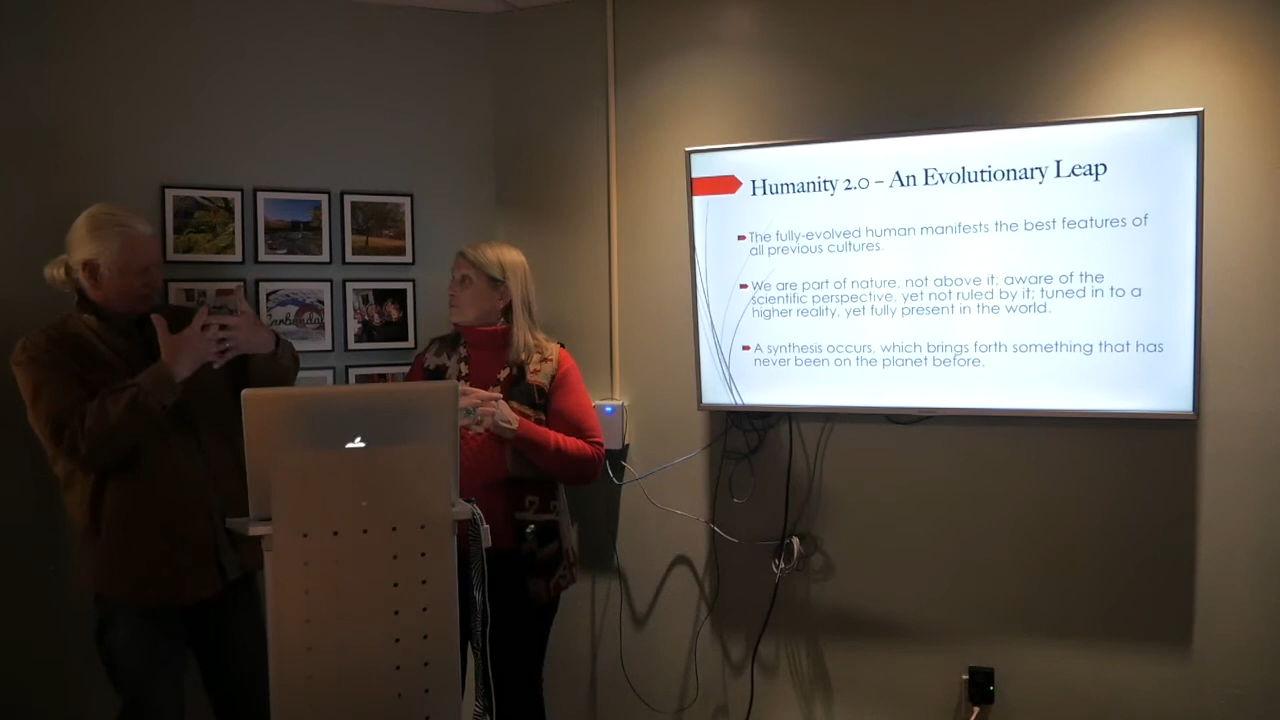 Humanity 2.0 – An Evolutionary Leap
The fully-evolved human manifests the best features of
all previous cultures.
We are part of nature, not above it; aware of the
scientific perspective, yet not ruled by it; tuned in to a
higher reality, yet fully present in the world.
A synthesis occurs, which brings forth something that has
never been on the planet before.